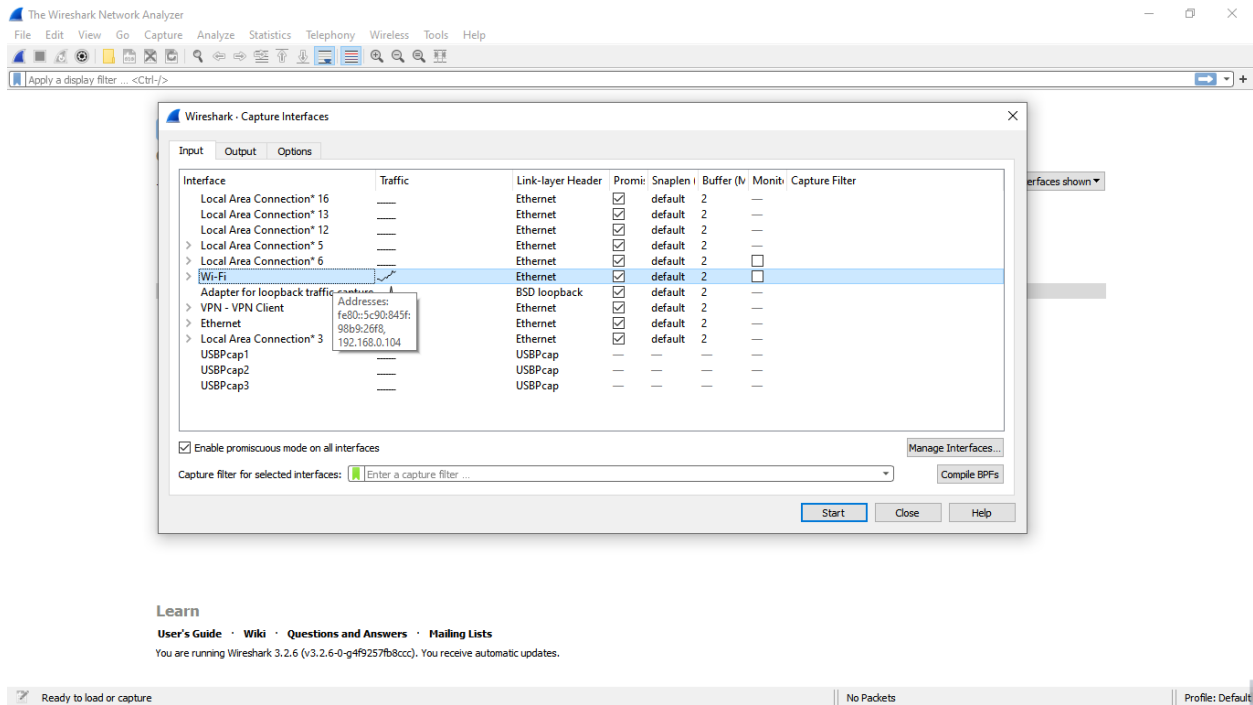 The Wireshark Network Analyzer
File Edit View Go Capture Analyze Statistics Telephony Wireless Tools Help
Apply a display filter ... <Ctrl-/>
+
Wireshark · Capture Interfaces
Input Output Options
erfaces shown
Interface Traffic Link-layer Header Promi: Snaplen ( Buffer (M Monit Capture Filter
Local Area Connection* 16 Ethernet default 2 —
Local Area Connection* 13 Ethernet default 2 —
Local Area Connection* 12 Ethernet default 2 —
Local Area Connection* 5 Ethernet default 2 —
Local Area Connection* 6 Ethernet default 2
Wi-Fi Ethernet default 2
Adapter for loopback traffic capture BSD loopback default 2 —
VPN - VPN Client Ethernet default 2 —
Ethernet Ethernet default 2 —
Local Area Connection* 3 Ethernet default 2 —
USBPcap1 USBPcap — — — —
USBPcap2 USBPcap — — — —
USBPcap3 USBPcap — — — —
Addresses:
fe80::5c90:845f:
98b9:26f8,
192.168.0.104
Enable promiscuous mode on all interfaces
Manage Interfaces...
Capture filter for selected interfaces: Enter a capture filter ...
Compile BPFs
Start Close Help
Learn
User's Guide · Wiki · Questions and Answers · Mailing Lists
You are running Wireshark 3.2.6 (v3.2.6-0-g4f9257fb8ccc). You receive automatic updates.
Ready to load or capture No Packets Profile: Default